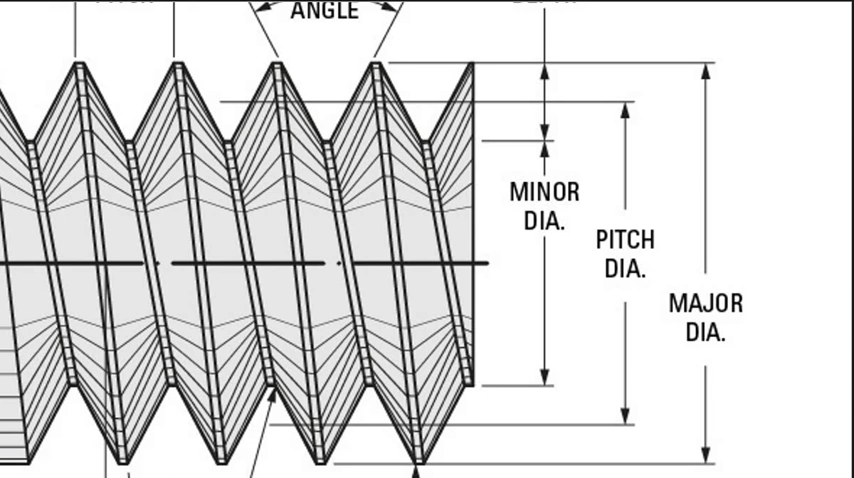 ANGLE
MINOR
DIA.
PITCH
DIA.
MAJOR
DIA.